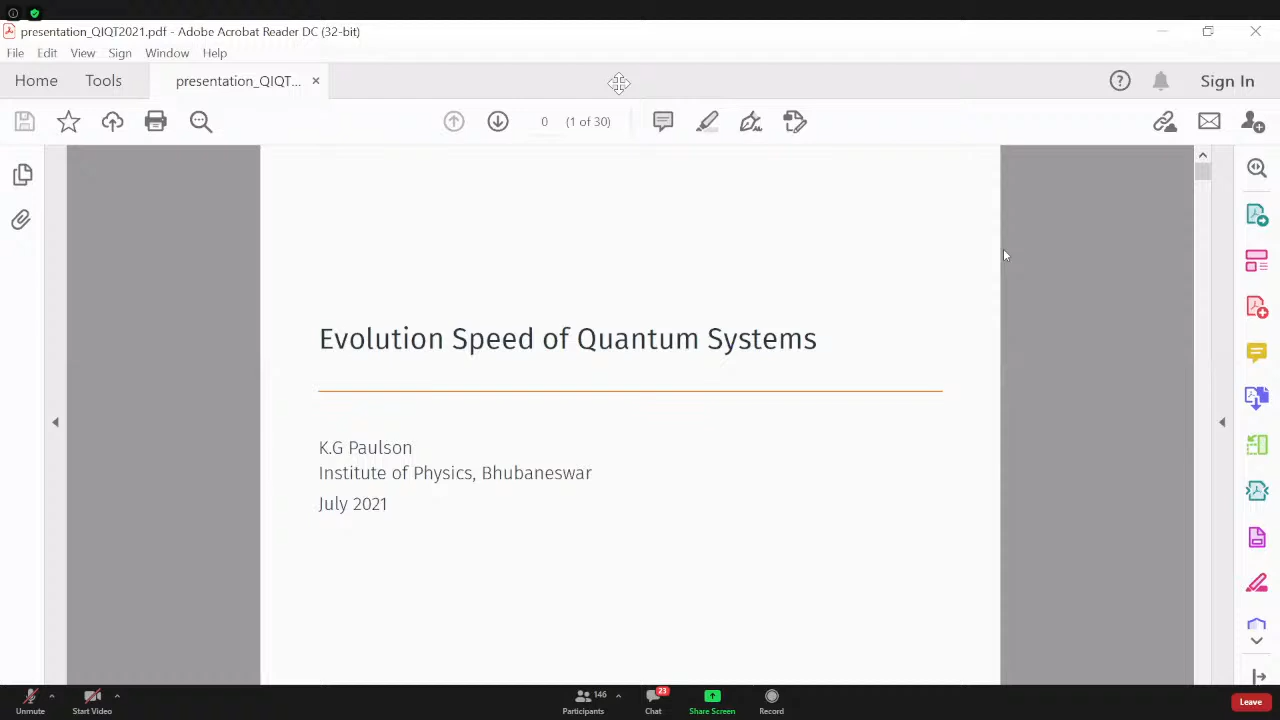 presentation_QIQT2021.pdf - Adobe Acrobat Reader DC (32-bit)
File Edit View Sign Window Help
Home Tools presentation_QIQT... × Sign In
0 (1 of 30)
Evolution Speed of Quantum Systems
K.G Paulson
Institute of Physics, Bhubaneswar
July 2021
146 23
Unmute Start Video Participants Chat Share Screen Record Leave